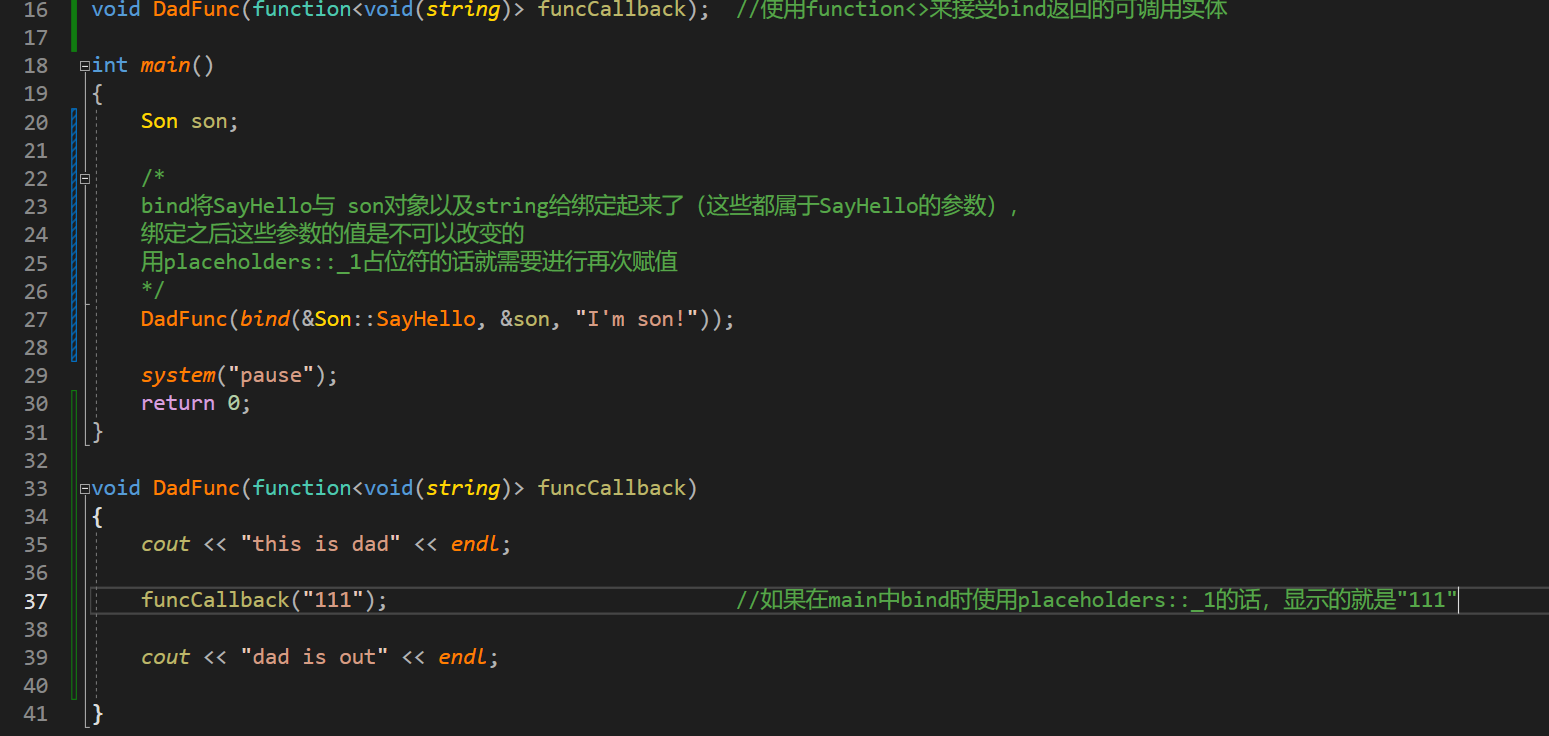 16 void DadFunc(function<void(string)> funcCallback);  //使用function<>来接受bind返回的可调用实体
17
18 int main()
19 {
20     Son son;
21
22     /*
23     bind将SayHello与 son对象以及string给绑定起来了（这些都属于SayHello的参数）,
24     绑定之后这些参数的值是不可以改变的
25     用placeholders::_1占位符的话就需要进行再次赋值
26     */
27     DadFunc(bind(&Son::SayHello, &son, "I'm son!"));
28
29     system("pause");
30     return 0;
31 }
32
33 void DadFunc(function<void(string)> funcCallback)
34 {
35     cout << "this is dad" << endl;
36
37     funcCallback("111");                            //如果在main中bind时使用placeholders::_1的话，显示的就是"111"
38
39     cout << "dad is out" << endl;
40
41 }